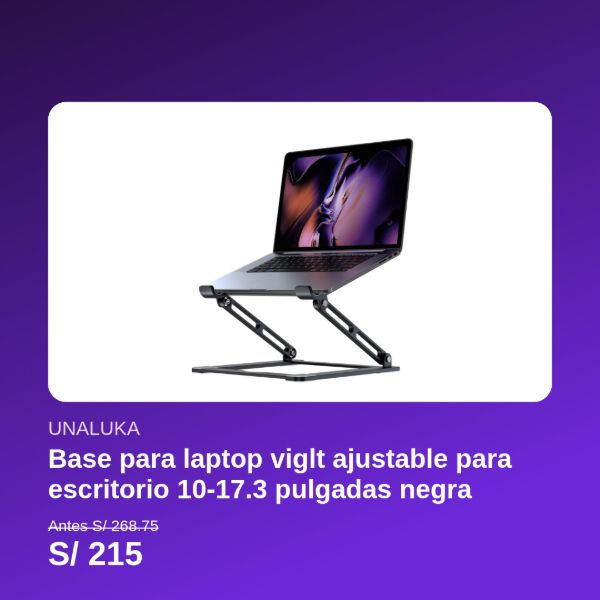 UNALUKA
Base para laptop viglt ajustable para
escritorio 10-17.3 pulgadas negra
Antes S/ 268.75
S/ 215